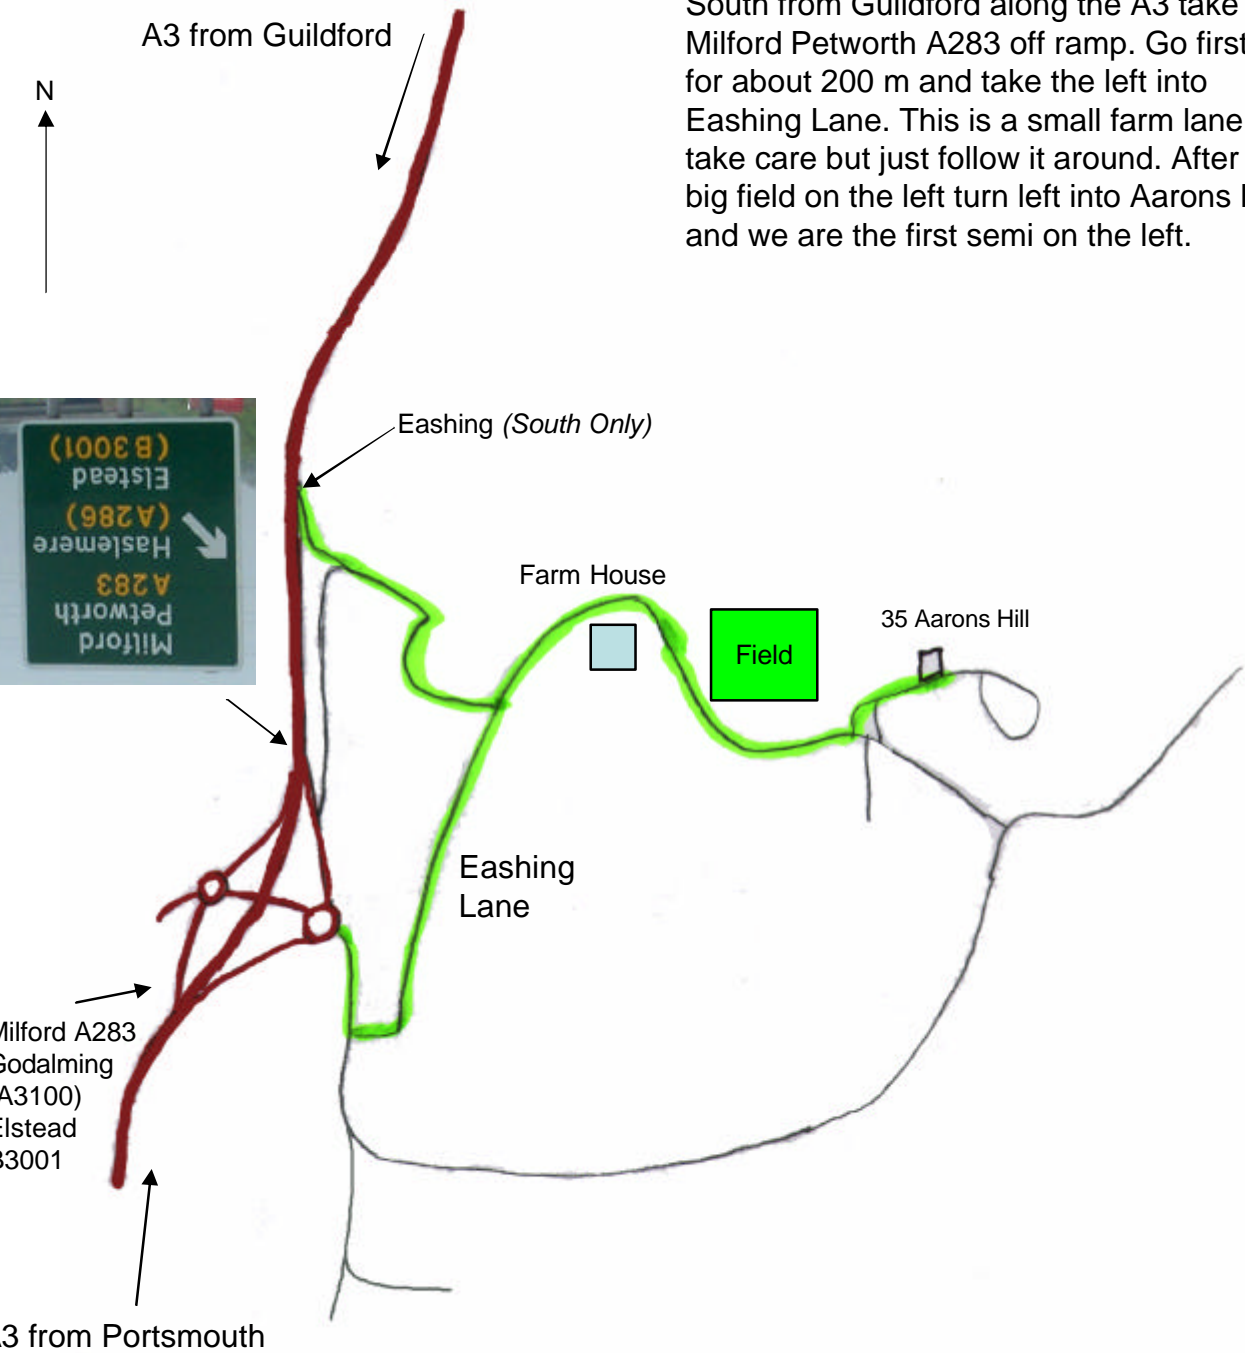 South from Guildford along the A3 take
Milford Petworth A283 off ramp. Go first
for about 200 m and take the left into
Eashing Lane. This is a small farm lane
take care but just follow it around. After
big field on the left turn left into Aarons
and we are the first semi on the left.
A3 from Guildford
N
Eashing (South Only)
Milford
Petworth
A283
Haslemere
(A286)
Elstead
(B3001)
Farm House
Field
35 Aarons Hill
Eashing
Lane
Milford A283
Godalming
(A3100)
Elstead
B3001
A3 from Portsmouth